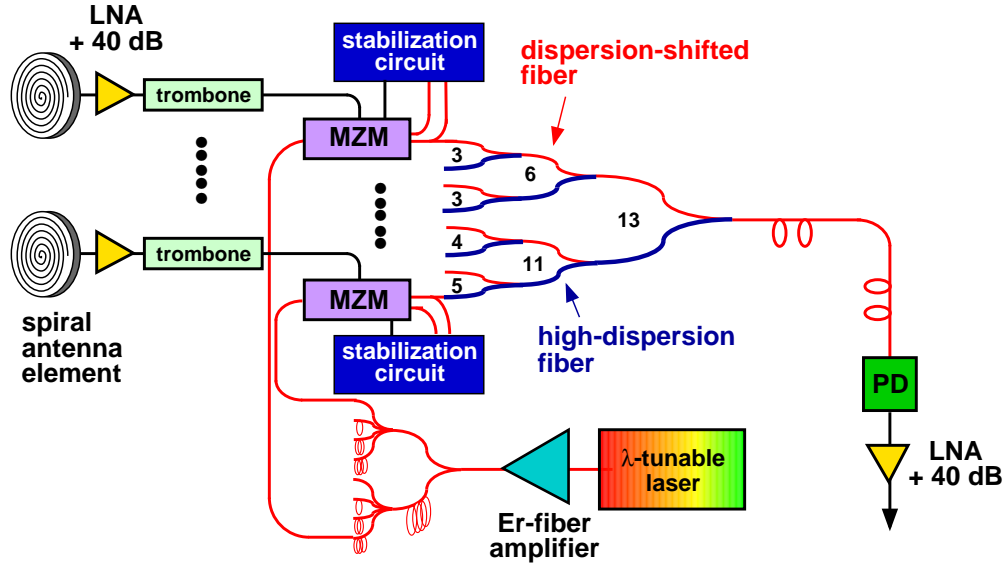 LNA
+ 40 dB
stabilization
circuit
dispersion-shifted
fiber
trombone
MZM
3
6
3
13
4
11
5
trombone
MZM
spiral
antenna
element
stabilization
circuit
high-dispersion
fiber
PD
LNA
+ 40 dB
λ-tunable
laser
Er-fiber
amplifier